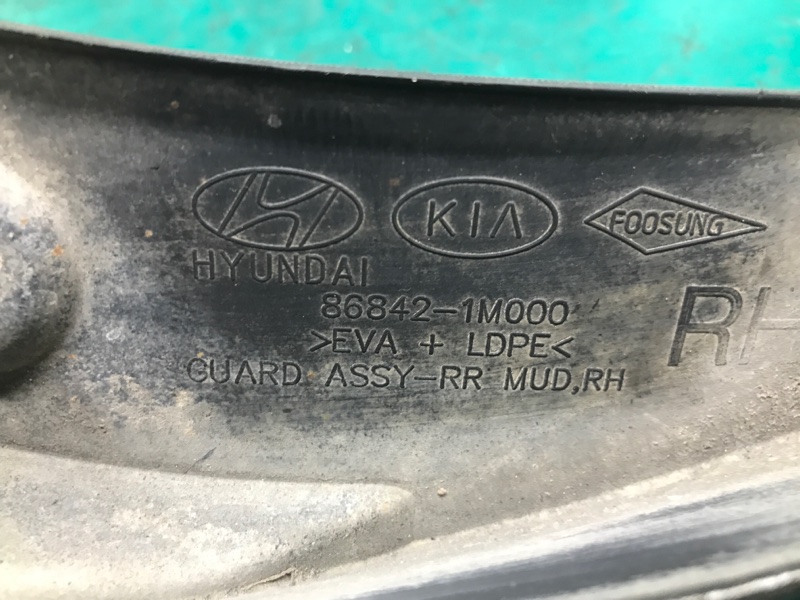 KIA
FOOSUNG
HYUNDAI
86842-1M000
>EVA + LDPE<
GUARD ASSY-RR MUD,RH
RH